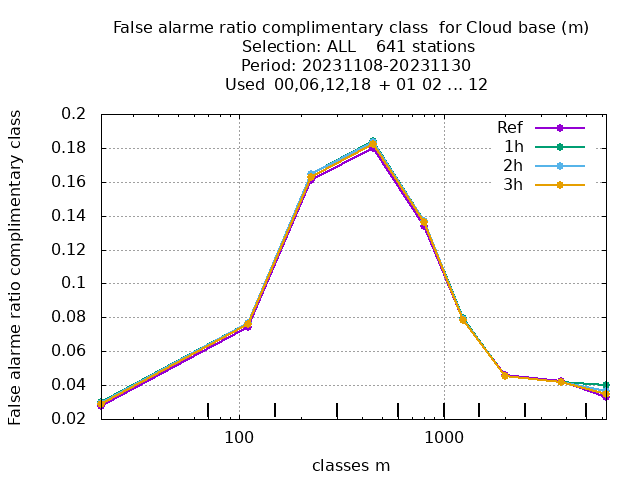 False alarme ratio complimentary class  for Cloud base (m)
Selection: ALL    641 stations
Period: 20231108-20231130
Used  00,06,12,18  + 01 02 ... 12
False alarme ratio complimentary class
0.2
0.18
0.16
0.14
0.12
0.1
0.08
0.06
0.04
0.02
Ref
1h
2h
3h
100
1000
classes m